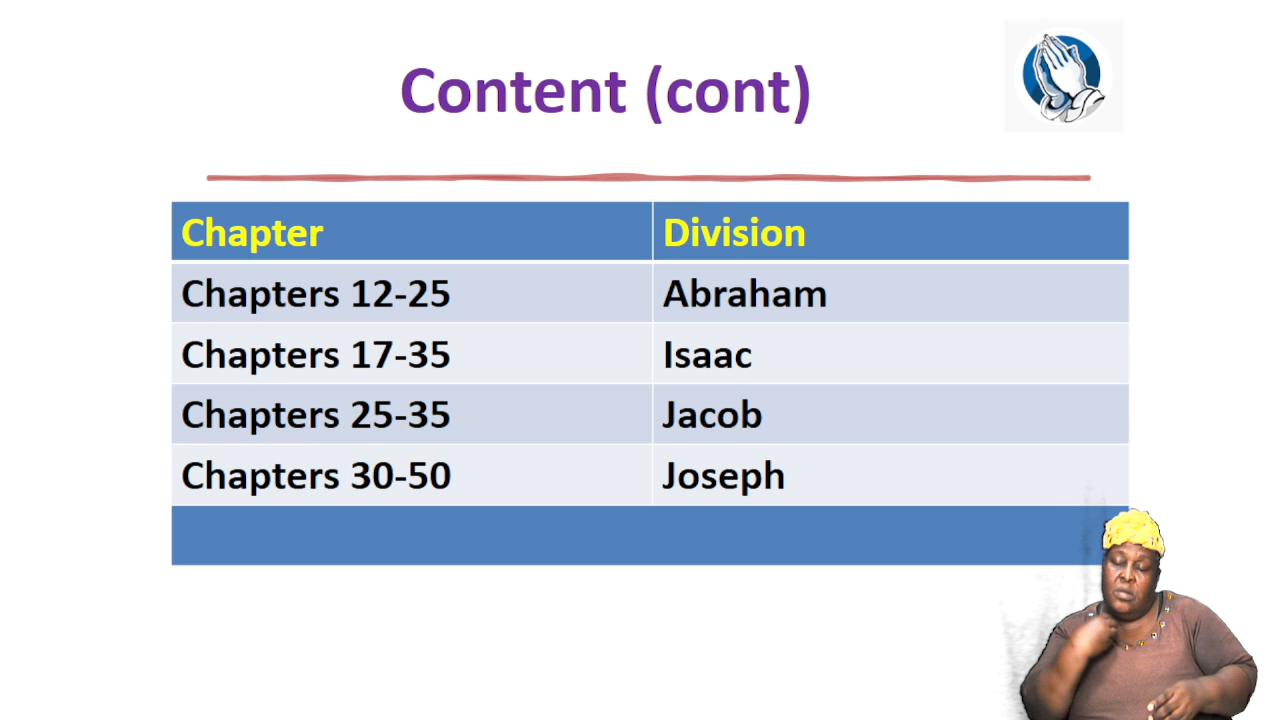 Content (cont)
Chapter Division
Chapters 12-25 Abraham
Chapters 17-35 Isaac
Chapters 25-35 Jacob
Chapters 30-50 Joseph